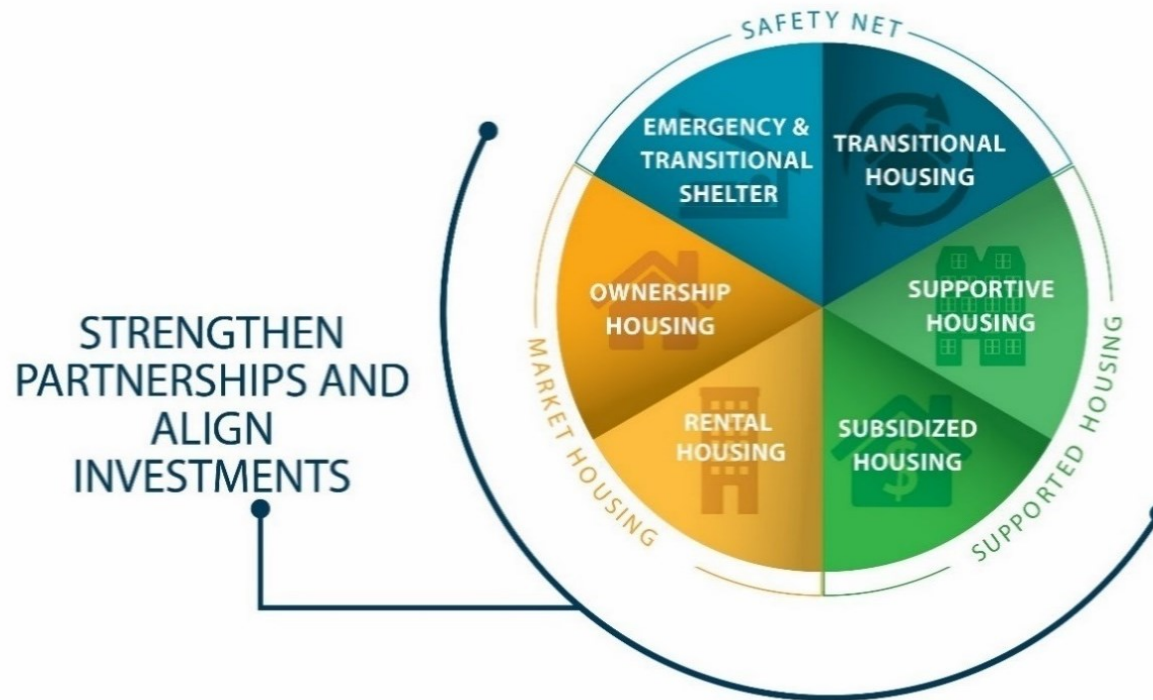 SAFETY NET
EMERGENCY &
TRANSITIONAL
SHELTER
TRANSITIONAL
HOUSING
OWNERSHIP
HOUSING
SUPPORTIVE
HOUSING
STRENGTHEN
PARTNERSHIPS AND
ALIGN
INVESTMENTS
MARKET HOUSING
RENTAL
HOUSING
SUBSIDIZED
HOUSING
$
SUPPORTED HOUSING